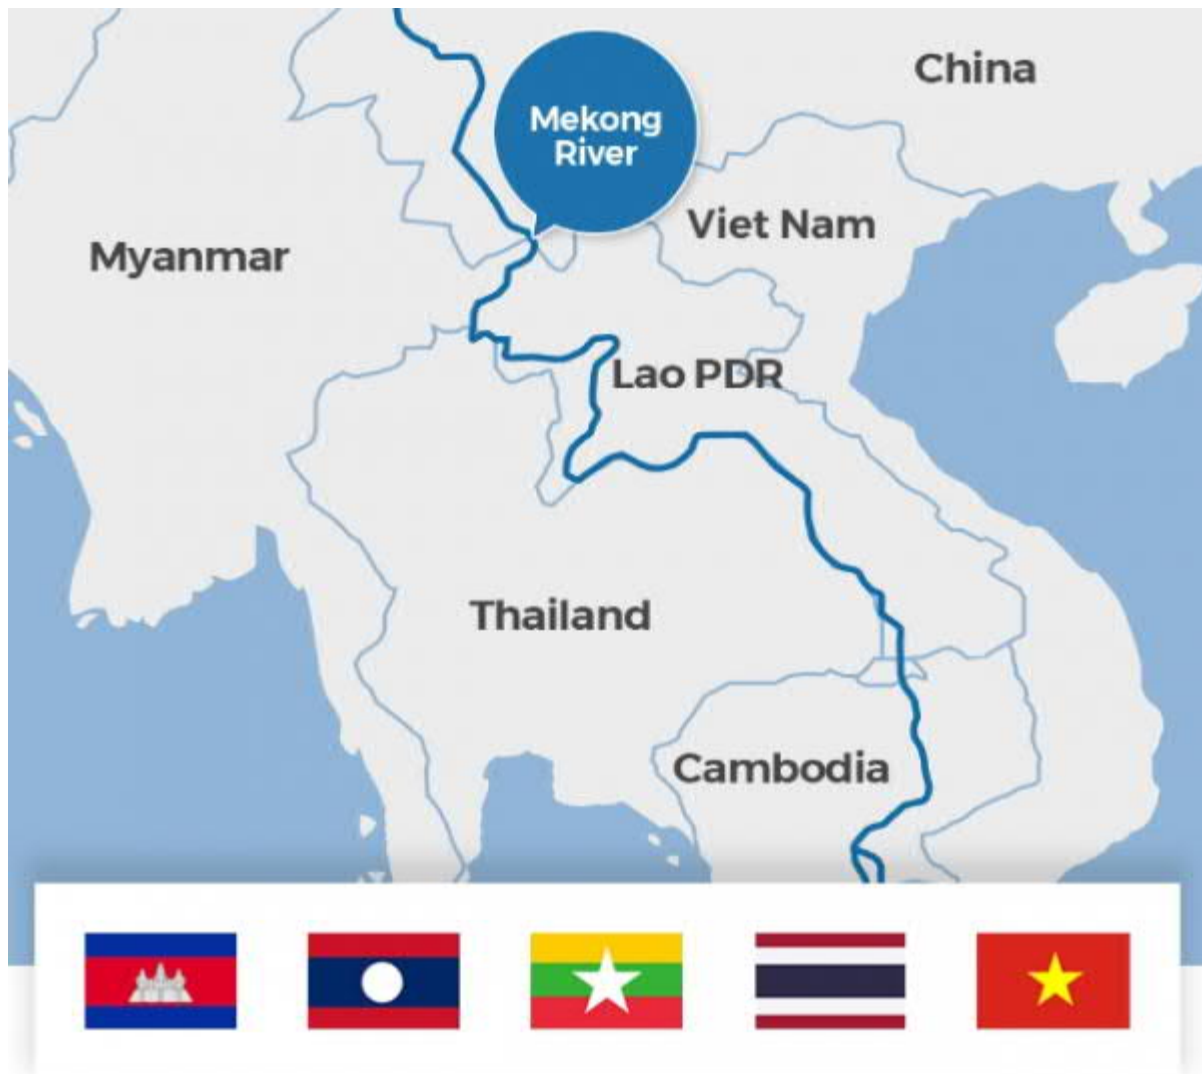 China
Mekong
River
Viet Nam
Myanmar
Lao PDR
Thailand
Cambodia